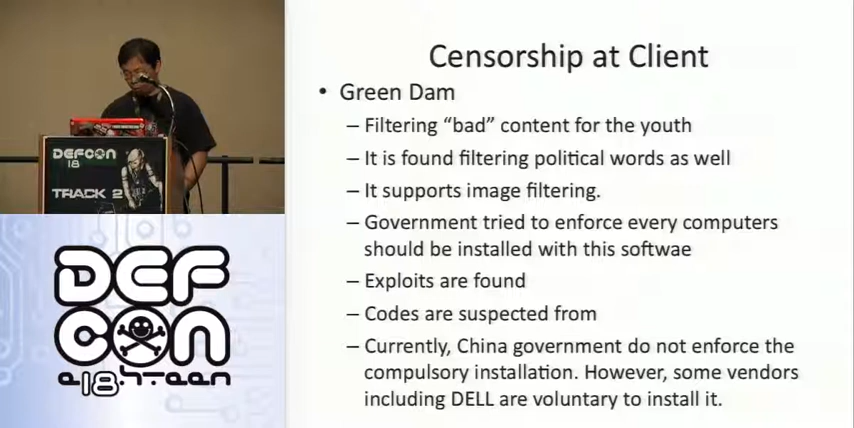 Censorship at Client
• Green Dam
– Filtering “bad” content for the youth
– It is found filtering political words as well
– It supports image filtering.
– Government tried to enforce every computers
should be installed with this softwae
– Exploits are found
– Codes are suspected from
– Currently, China government do not enforce the
compulsory installation. However, some vendors
including DELL are voluntary to install it.
DEFCON
18
TRACK 2
DEF
CON
e18hteen